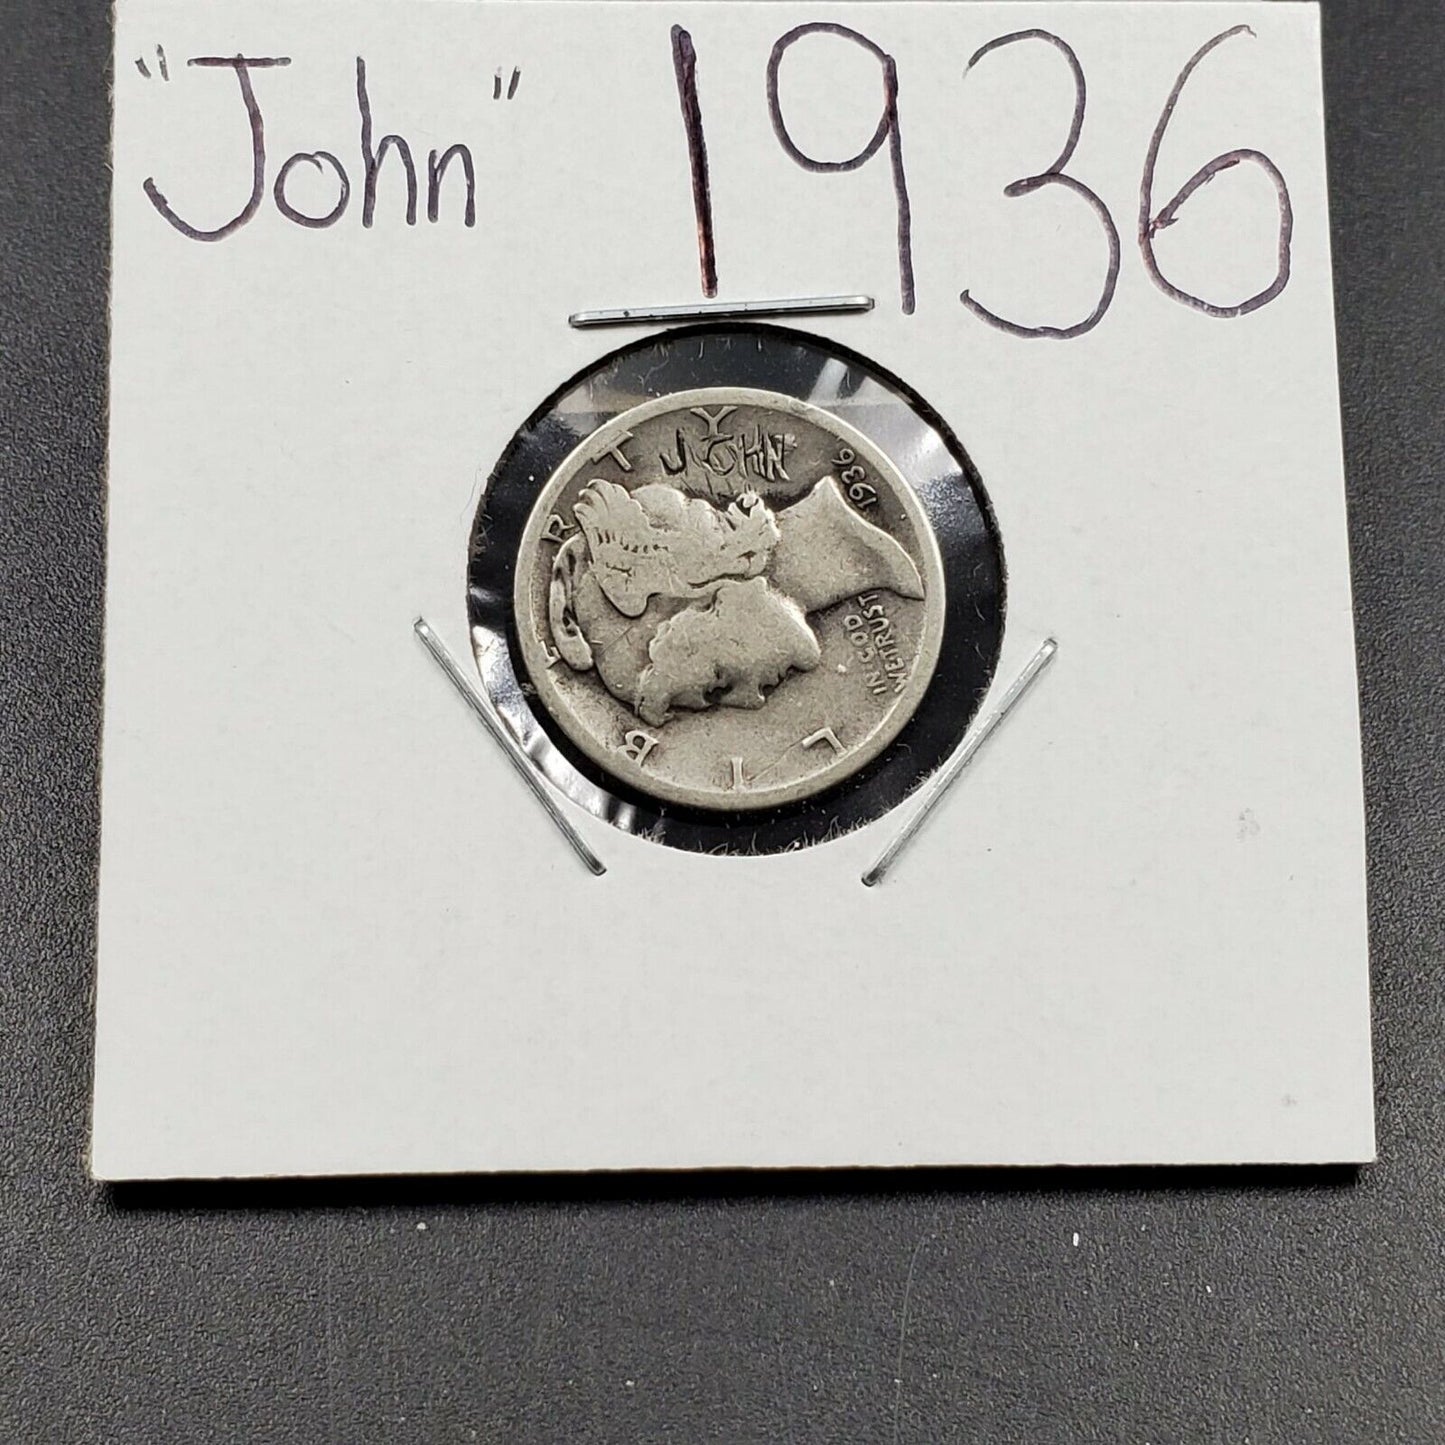 "John" 1936
LIBERTY
JOHN
1936
IN GOD
WE TRUST